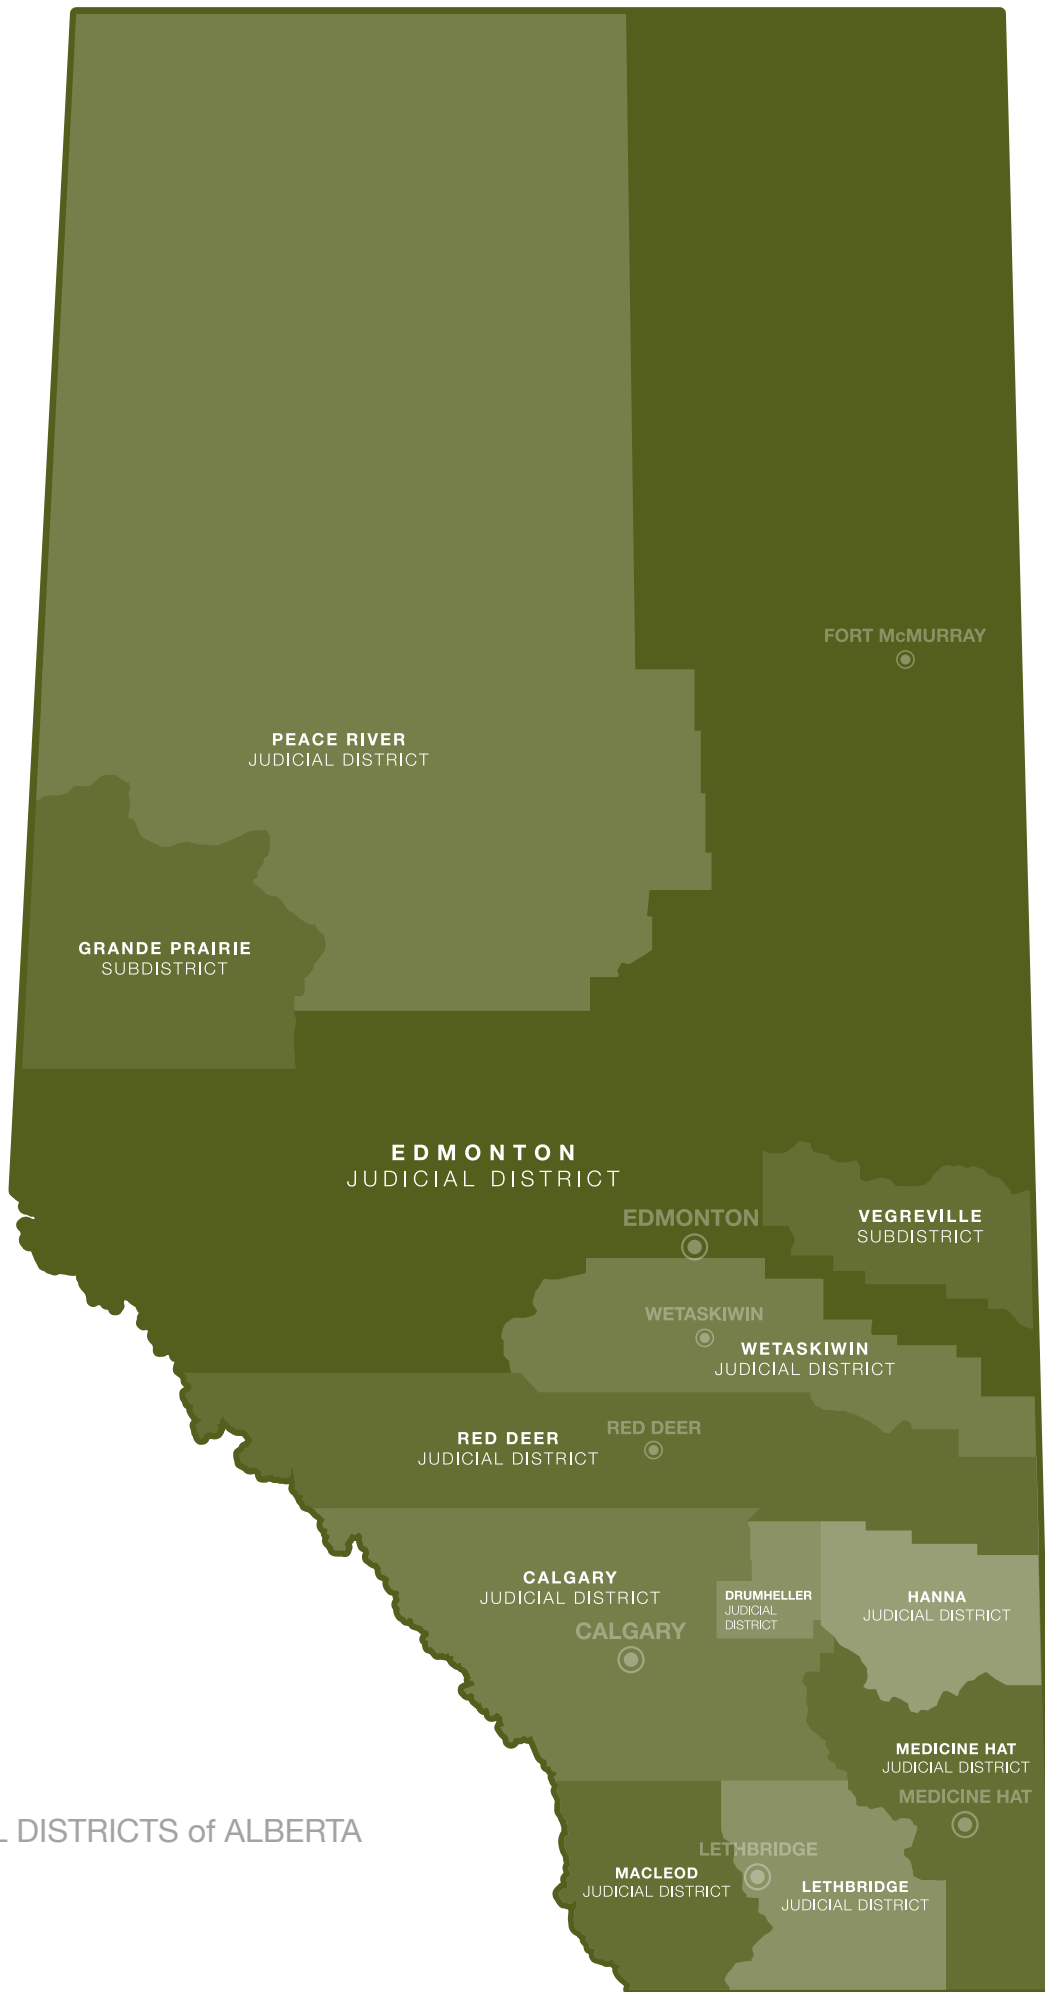 FORT McMURRAY
PEACE RIVER
JUDICIAL DISTRICT
GRANDE PRAIRIE
SUBDISTRICT
EDMONTON
JUDICIAL DISTRICT
EDMONTON
VEGREVILLE
SUBDISTRICT
WETASKIWIN
WETASKIWIN
JUDICIAL DISTRICT
RED DEER
RED DEER
JUDICIAL DISTRICT
CALGARY
JUDICIAL DISTRICT
DRUMHELLER
JUDICIAL
DISTRICT
HANNA
JUDICIAL DISTRICT
CALGARY
MEDICINE HAT
JUDICIAL DISTRICT
MEDICINE HAT
L DISTRICTS of ALBERTA
LETHBRIDGE
MACLEOD
JUDICIAL DISTRICT
LETHBRIDGE
JUDICIAL DISTRICT